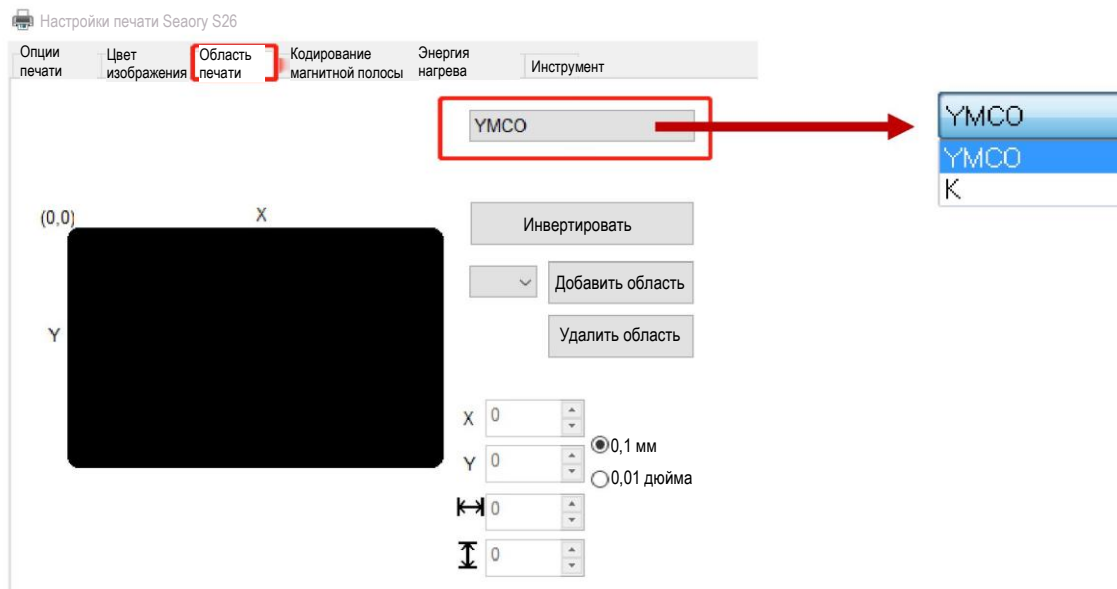 Настройки печати Seaory S26
Опции печати
Цвет изображения
Область печати
Кодирование магнитной полосы
Энергия нагрева
Инструмент
YMCO
YMCO
YMCO
K
(0,0)
X
Инвертировать
Добавить область
Y
Удалить область
X 0
0,1 мм
Y 0
0,01 дюйма
0
0